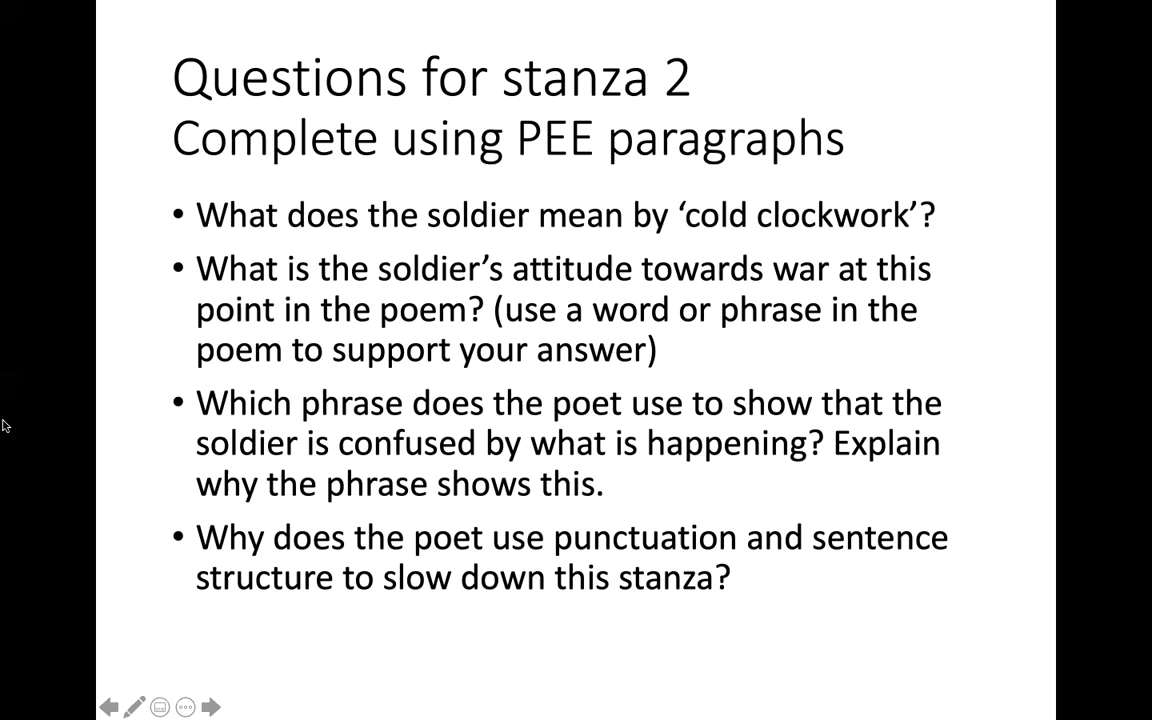 Questions for stanza 2
Complete using PEE paragraphs
• What does the soldier mean by ‘cold clockwork’?
• What is the soldier’s attitude towards war at this
point in the poem? (use a word or phrase in the
poem to support your answer)
• Which phrase does the poet use to show that the
soldier is confused by what is happening? Explain
why the phrase shows this.
• Why does the poet use punctuation and sentence
structure to slow down this stanza?